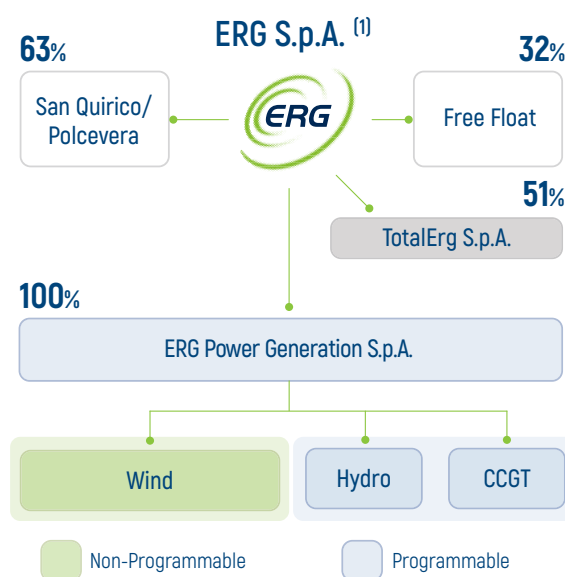 ERG S.p.A. (1)
63%
32%
San Quirico/
Polcevera
ERG
Free Float
51%
TotalErg S.p.A.
100%
ERG Power Generation S.p.A.
Wind
Hydro
CCGT
Non-Programmable
Programmable